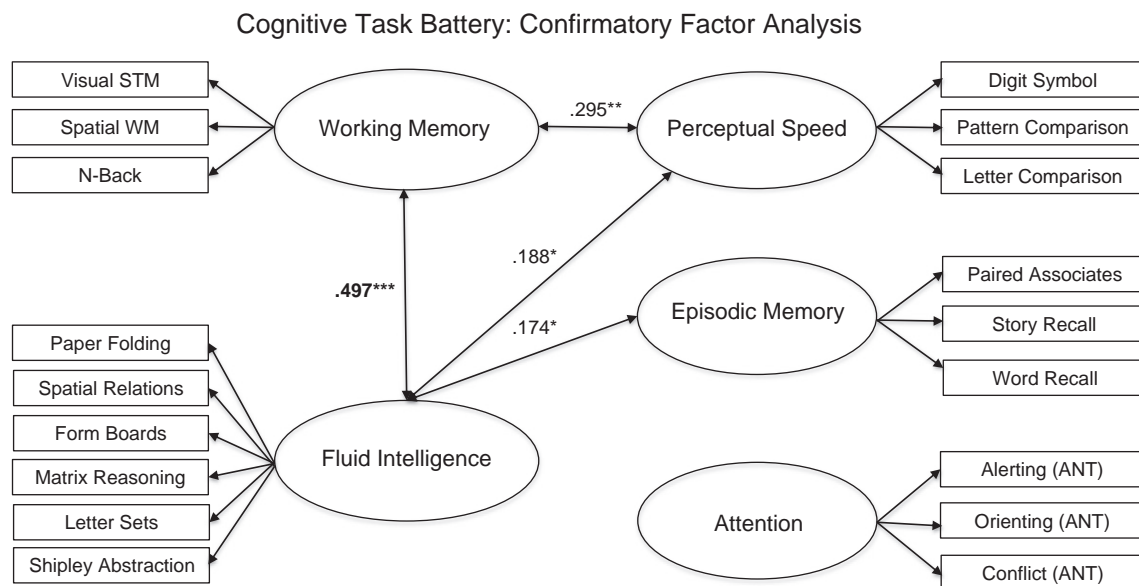 Cognitive Task Battery: Confirmatory Factor Analysis
Visual STM
Spatial WM
N-Back
Working Memory
.295**
Perceptual Speed
Digit Symbol
Pattern Comparison
Letter Comparison
.497***
.188*
.174*
Episodic Memory
Paired Associates
Story Recall
Word Recall
Paper Folding
Spatial Relations
Form Boards
Matrix Reasoning
Letter Sets
Shipley Abstraction
Fluid Intelligence
Attention
Alerting (ANT)
Orienting (ANT)
Conflict (ANT)